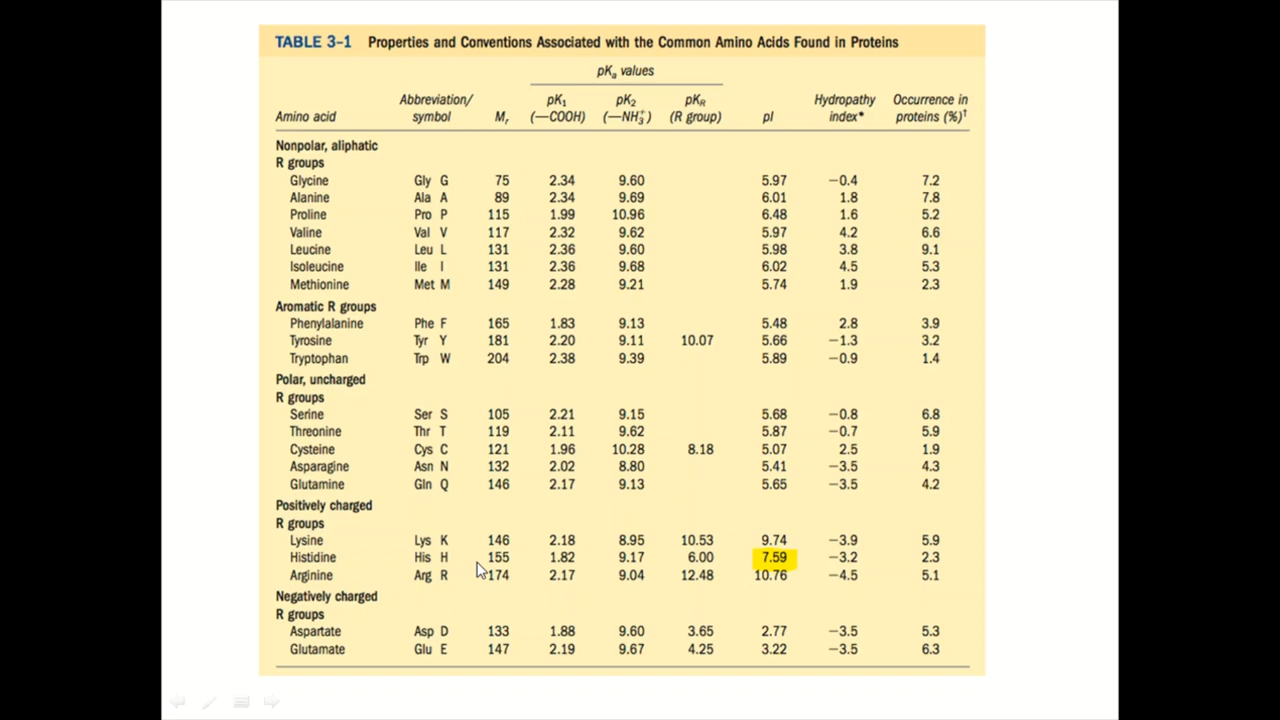 TABLE 3–1 Properties and Conventions Associated with the Common Amino Acids Found in Proteins
pKa values
Abbreviation/ pK1 pK2 pKR Hydropathy Occurrence in
Amino acid symbol Mr (—COOH) (—NH3+) (R group) pI index* proteins (%)†
Nonpolar, aliphatic
R groups
Glycine Gly G 75 2.34 9.60 5.97 −0.4 7.2
Alanine Ala A 89 2.34 9.69 6.01 1.8 7.8
Proline Pro P 115 1.99 10.96 6.48 1.6 5.2
Valine Val V 117 2.32 9.62 5.97 4.2 6.6
Leucine Leu L 131 2.36 9.60 5.98 3.8 9.1
Isoleucine Ile I 131 2.36 9.68 6.02 4.5 5.3
Methionine Met M 149 2.28 9.21 5.74 1.9 2.3
Aromatic R groups
Phenylalanine Phe F 165 1.83 9.13 5.48 2.8 3.9
Tyrosine Tyr Y 181 2.20 9.11 10.07 5.66 −1.3 3.2
Tryptophan Trp W 204 2.38 9.39 5.89 −0.9 1.4
Polar, uncharged
R groups
Serine Ser S 105 2.21 9.15 5.68 −0.8 6.8
Threonine Thr T 119 2.11 9.62 5.87 −0.7 5.9
Cysteine Cys C 121 1.96 10.28 8.18 5.07 2.5 1.9
Asparagine Asn N 132 2.02 8.80 5.41 −3.5 4.3
Glutamine Gln Q 146 2.17 9.13 5.65 −3.5 4.2
Positively charged
R groups
Lysine Lys K 146 2.18 8.95 10.53 9.74 −3.9 5.9
Histidine His H 155 1.82 9.17 6.00 7.59 −3.2 2.3
Arginine Arg R 174 2.17 9.04 12.48 10.76 −4.5 5.1
Negatively charged
R groups
Aspartate Asp D 133 1.88 9.60 3.65 2.77 −3.5 5.3
Glutamate Glu E 147 2.19 9.67 4.25 3.22 −3.5 6.3